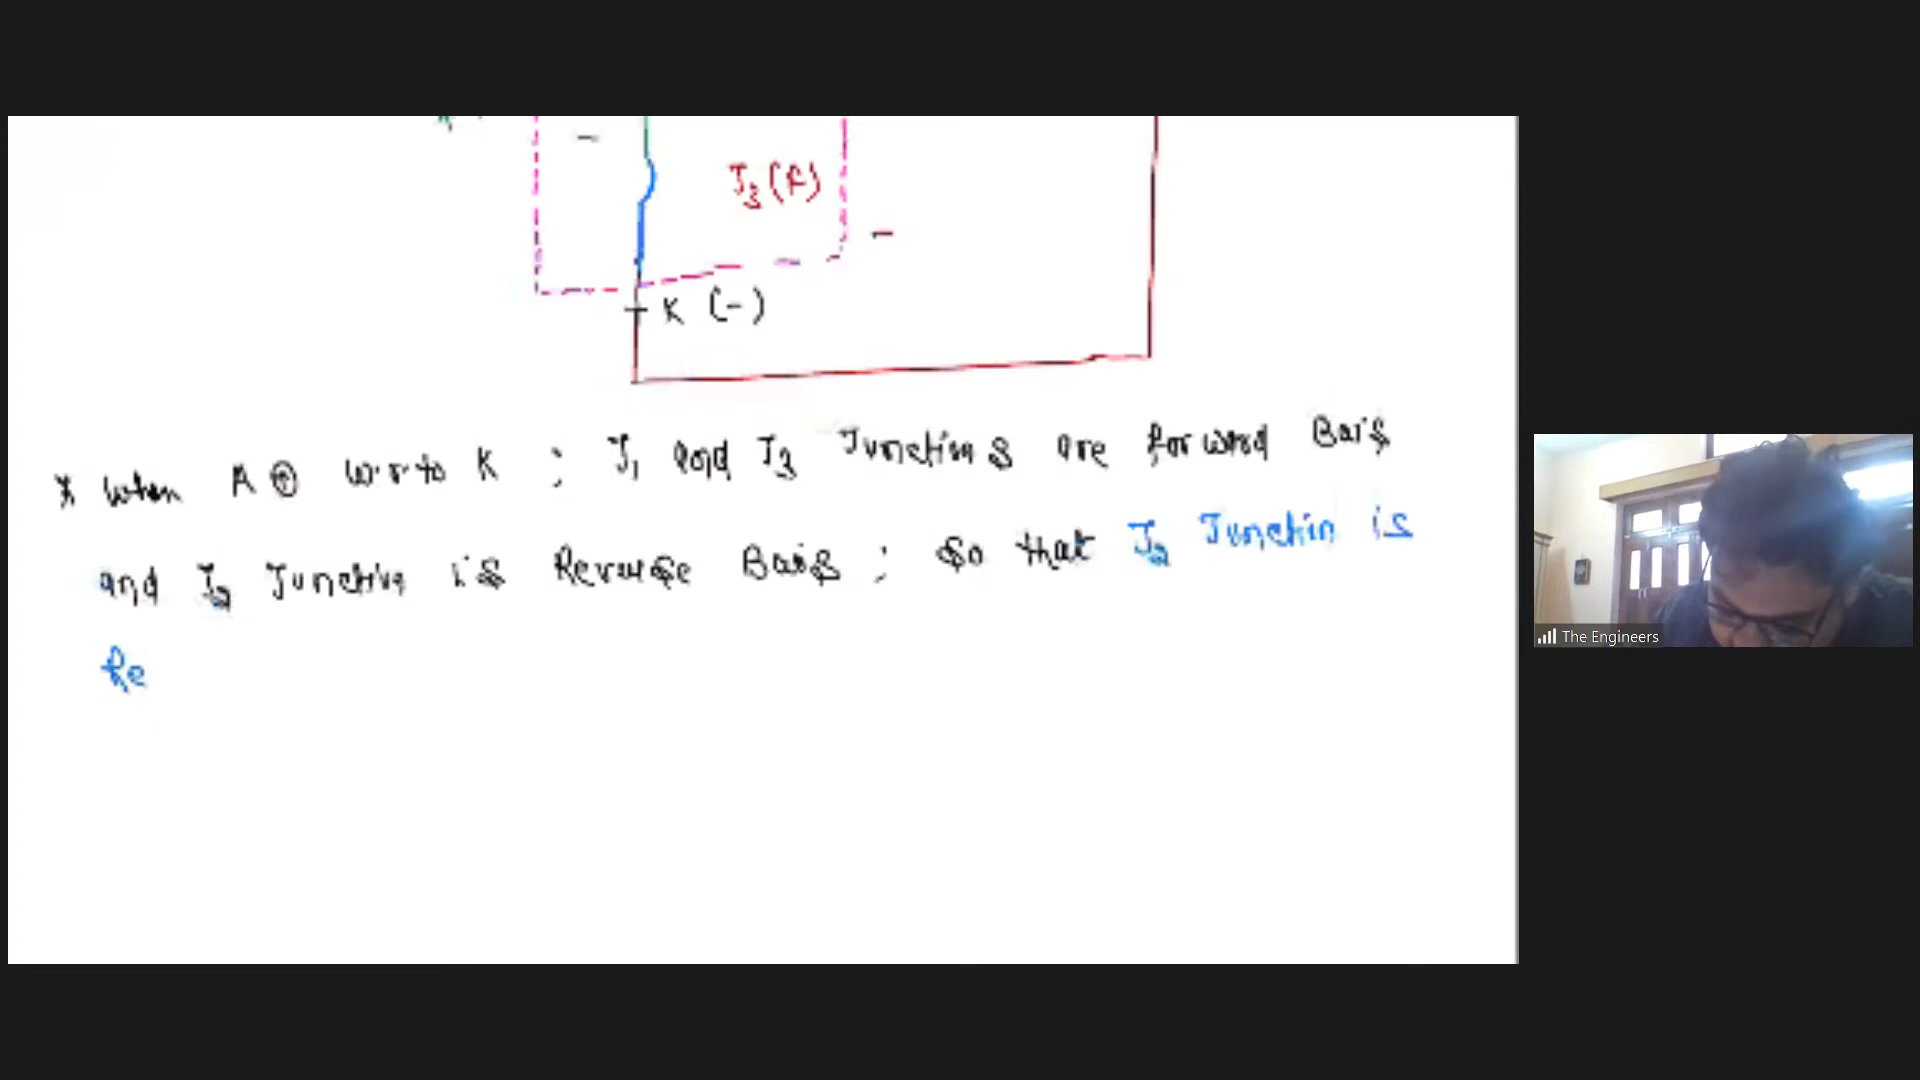 J3 (F)
K (-)
* When A ⊕ w.r.to K ; J1 and J3 Junctions are forward Bais
and J2 Junction is Reverse Bais ; so that J2 Junction is
Re
The Engineers